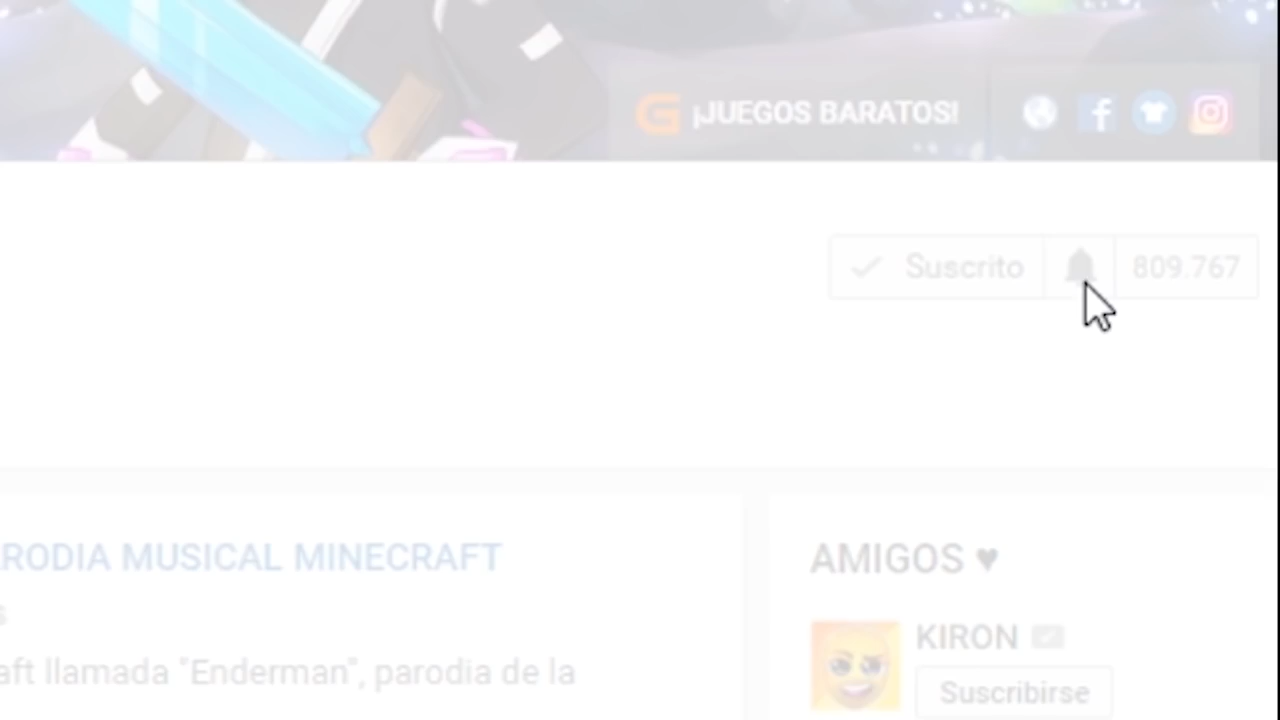 ¡JUEGOS BARATOS!
Suscrito
809.767
RODIA MUSICAL MINECRAFT
s
aft llamada "Enderman", parodia de la
AMIGOS ♥
KIRON
Suscribirse